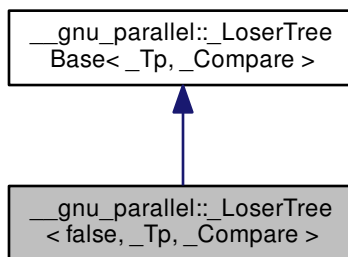 __gnu_parallel::_LoserTree
Base< _Tp, _Compare >
__gnu_parallel::_LoserTree
< false, _Tp, _Compare >